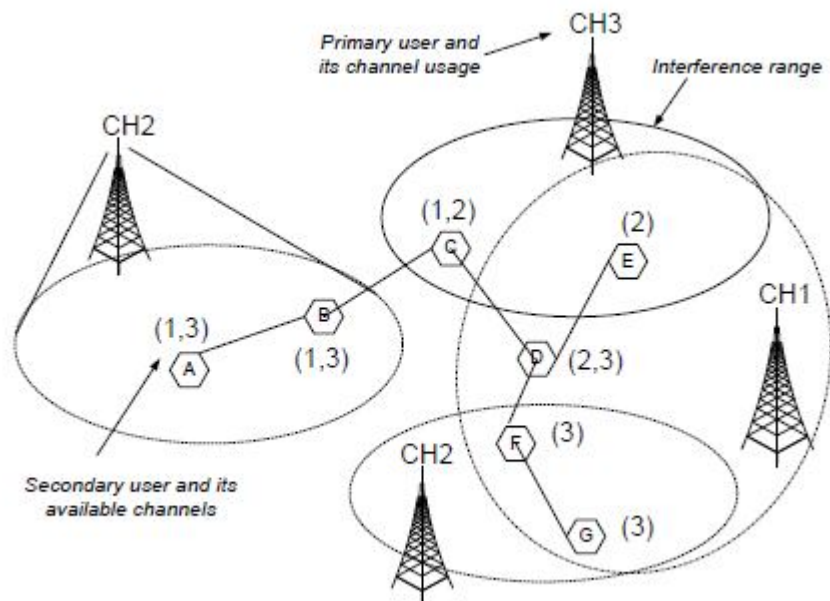 Primary user and
its channel usage
CH3
Interference range
CH2
(1,2)
C
(2)
E
(1,3)
A
B
(1,3)
CH1
D
(2,3)
F
(3)
CH2
Secondary user and its
available channels
G
(3)